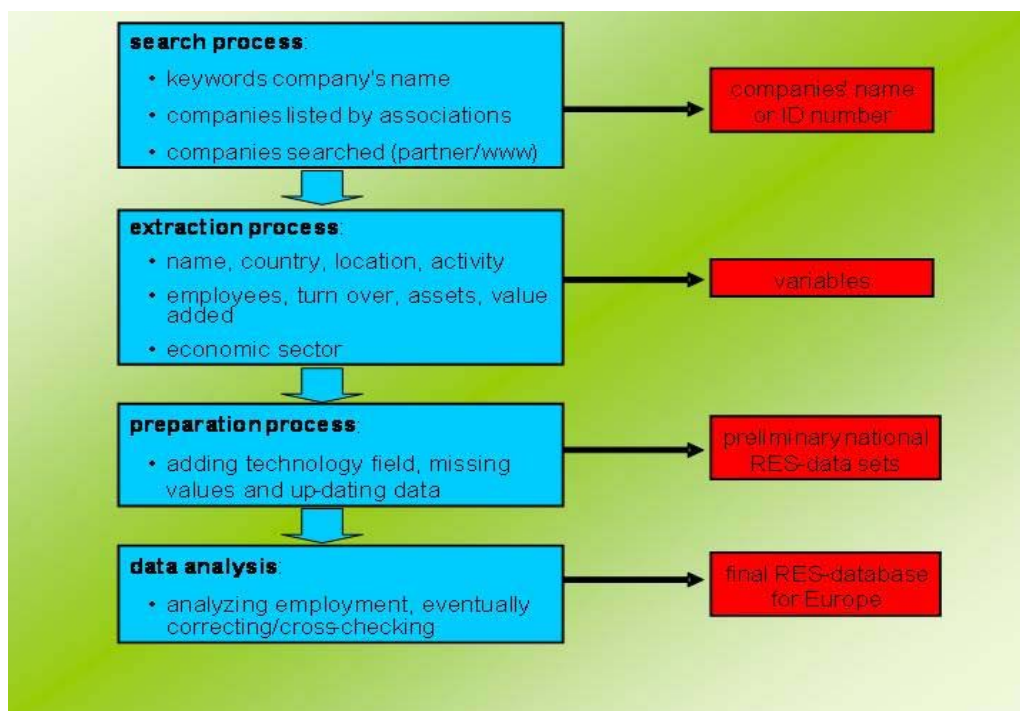 search process:
• keywords company's name
• companies listed by associations
• companies searched (partner/www)
companies' name
or ID number
extraction process:
• name, country, location, activity
• employees, turn over, assets, value
added
• economic sector
variables
preparation process:
• adding technology field, missing
values and up-dating data
preliminary national
RES-data sets
data analysis:
• analyzing employment, eventually
correcting/cross-checking
final RES-database
for Europe